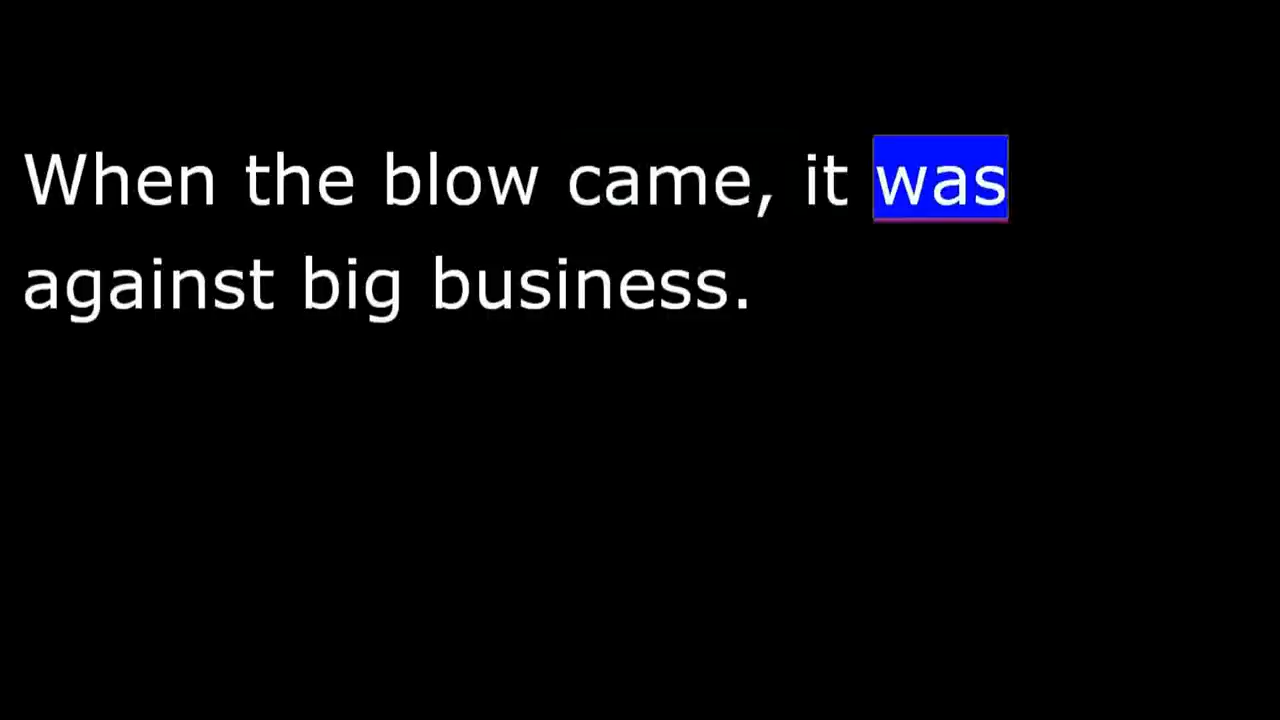 When the blow came, it was
against big business.